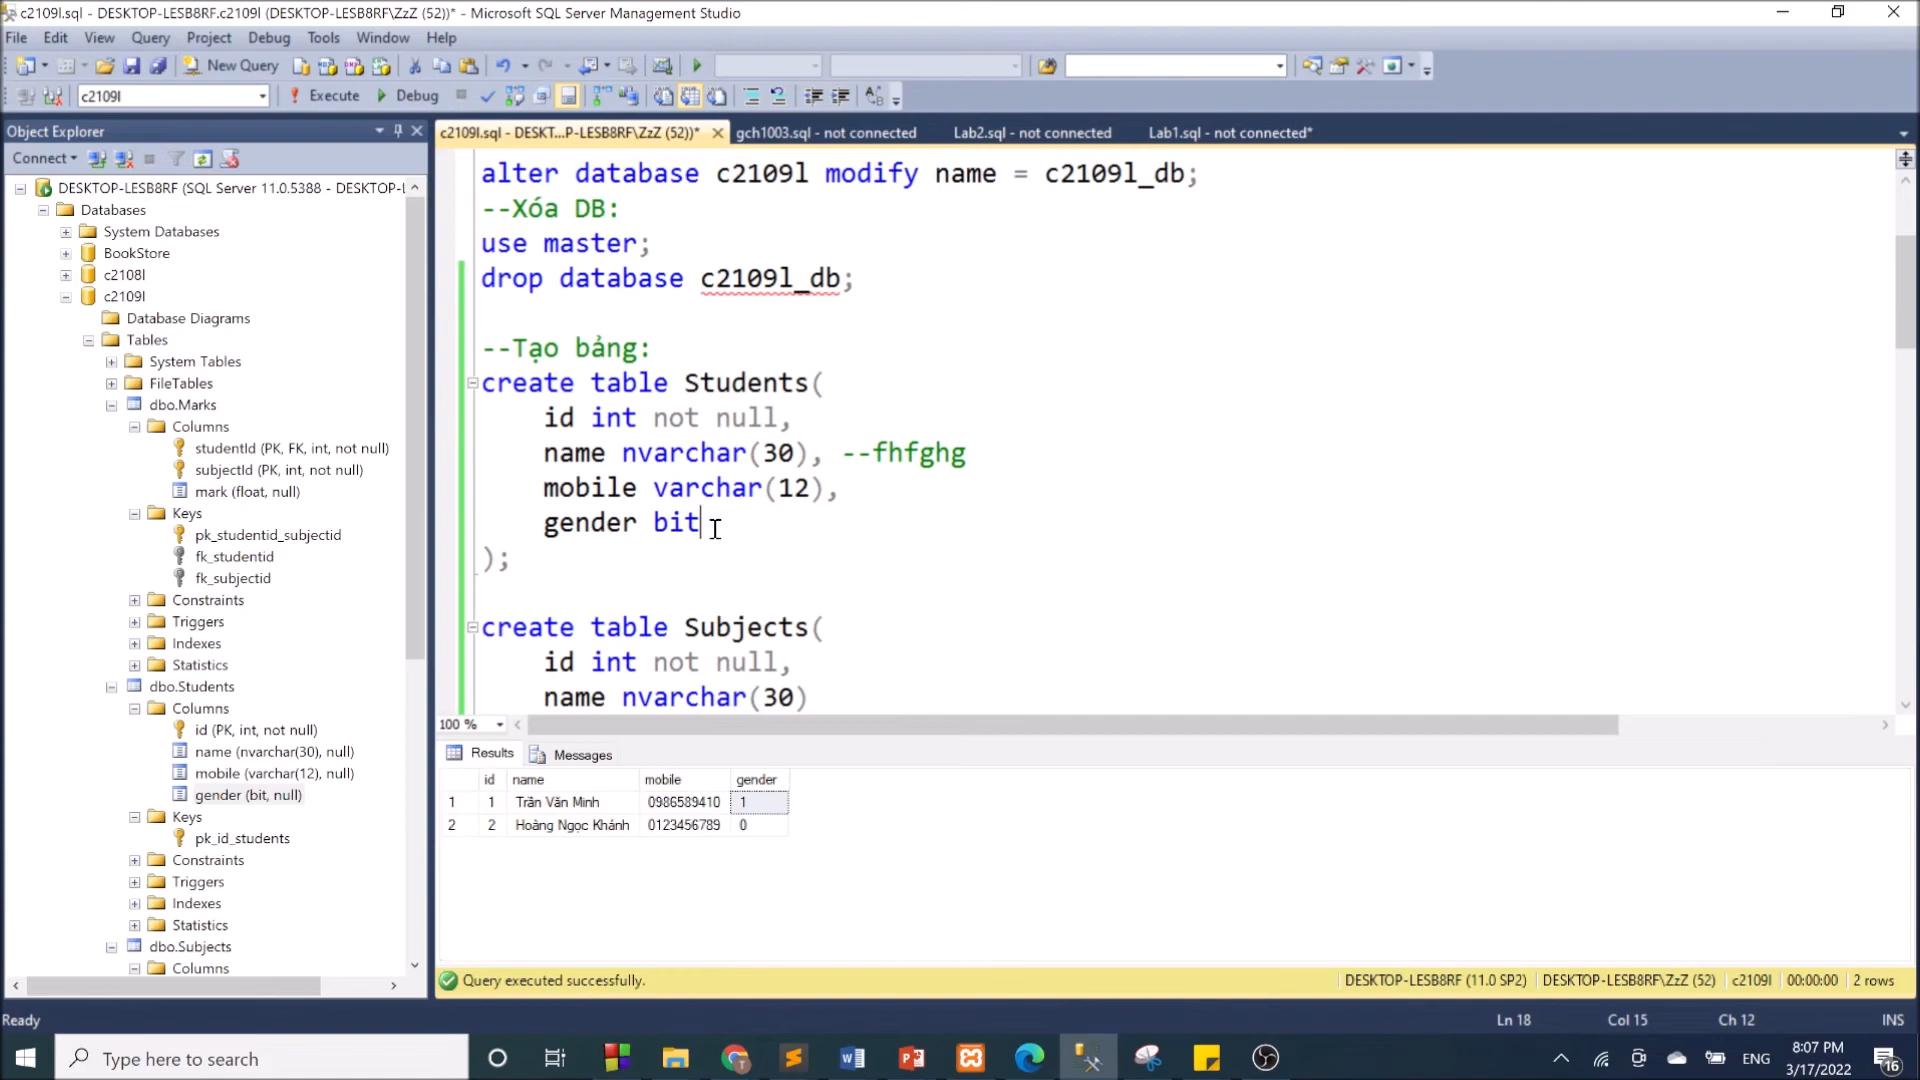 c2109l.sql - DESKTOP-LESB8RF.c2109l (DESKTOP-LESB8RF\ZzZ (52))* - Microsoft SQL Server Management Studio
File Edit View Query Project Debug Tools Window Help
New Query
c2109l Execute Debug
Object Explorer
Connect
DESKTOP-LESB8RF (SQL Server 11.0.5388 - DESKTOP-L
Databases
System Databases
BookStore
c2108l
c2109l
Database Diagrams
Tables
System Tables
FileTables
dbo.Marks
Columns
studentId (PK, FK, int, not null)
subjectId (PK, int, not null)
mark (float, null)
Keys
pk_studentid_subjectid
fk_studentid
fk_subjectid
Constraints
Triggers
Indexes
Statistics
dbo.Students
Columns
id (PK, int, not null)
name (nvarchar(30), null)
mobile (varchar(12), null)
gender (bit, null)
Keys
pk_id_students
Constraints
Triggers
Indexes
Statistics
dbo.Subjects
Columns
c2109l.sql - DESKT...P-LESB8RF\ZzZ (52))* gch1003.sql - not connected Lab2.sql - not connected Lab1.sql - not connected*
alter database c2109l modify name = c2109l_db;
--Xóa DB:
use master;
drop database c2109l_db;
--Tạo bảng:
create table Students(
id int not null,
name nvarchar(30), --fhfghg
mobile varchar(12),
gender bit
);
create table Subjects(
id int not null,
name nvarchar(30)
100 %
Results Messages
id name mobile gender
1 1 Trần Văn Minh 0986589410 1
2 2 Hoàng Ngọc Khánh 0123456789 0
Query executed successfully. DESKTOP-LESB8RF (11.0 SP2) DESKTOP-LESB8RF\ZzZ (52) c2109l 00:00:00 2 rows
Ready Ln 18 Col 15 Ch 12 INS
Type here to search
ENG
8:07 PM
3/17/2022
16